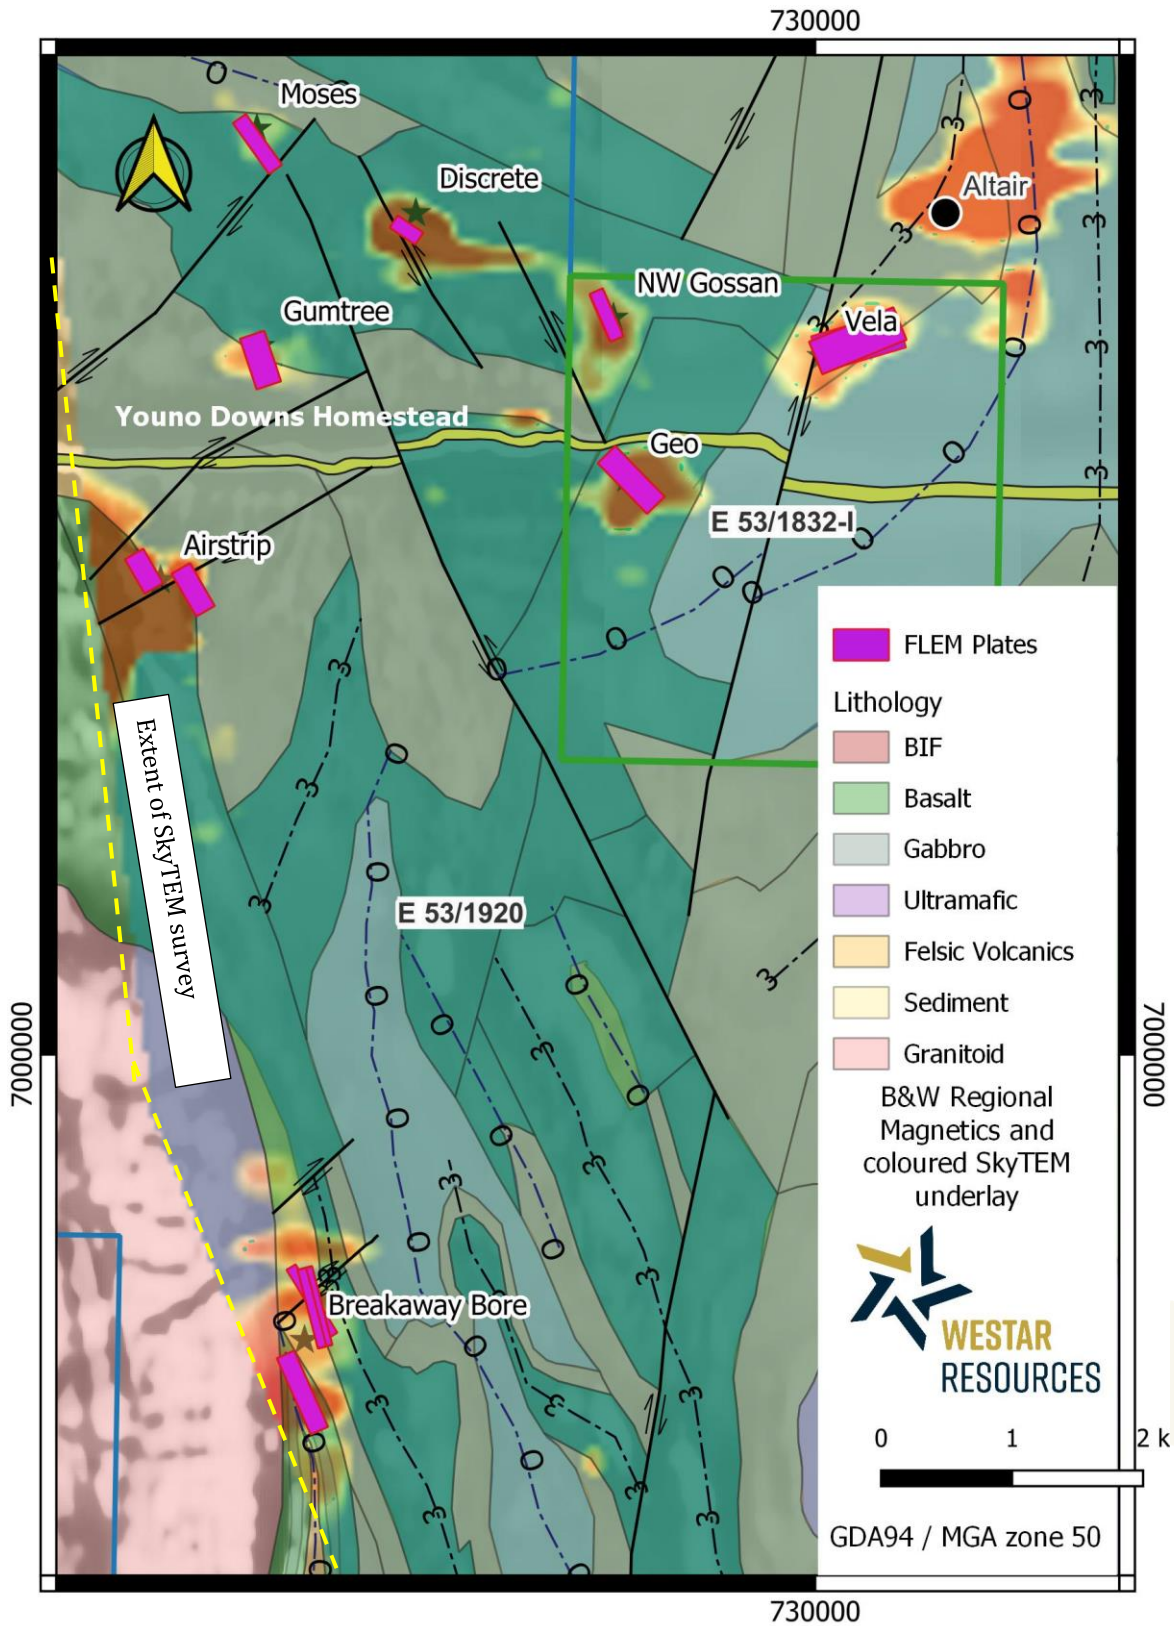 730000
Moses
Discrete
Altair
NW Gossan
Gumtree
Vela
Youno Downs Homestead
Geo
E 53/1832-I
Airstrip
FLEM Plates
Lithology
BIF
Basalt
Gabbro
Ultramafic
Felsic Volcanics
Sediment
Granitoid
B&W Regional
Magnetics and
coloured SkyTEM
underlay
Extent of SkyTEM survey
E 53/1920
7000000
7000000
Breakaway Bore
WESTAR
RESOURCES
0 1 2 k
GDA94 / MGA zone 50
730000